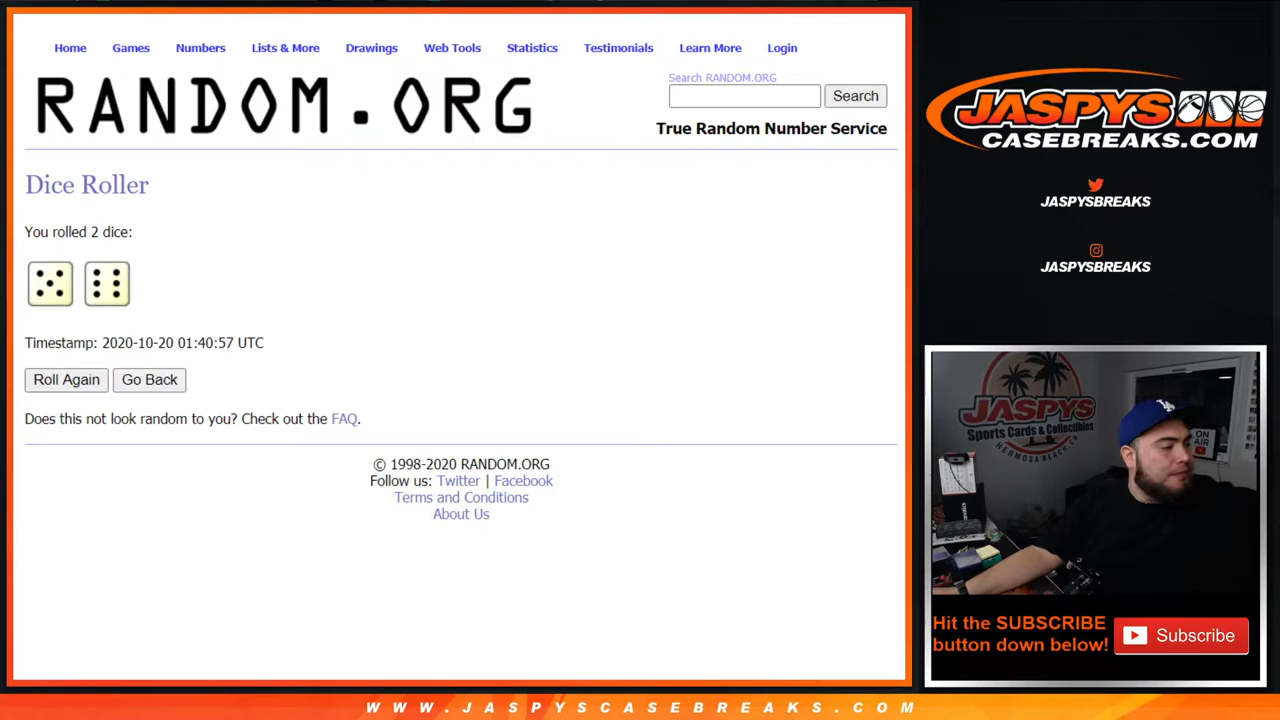 Home Games Numbers Lists & More Drawings Web Tools Statistics Testimonials Learn More Login
RANDOM.ORG
Search RANDOM.ORG
Search
True Random Number Service
Dice Roller
You rolled 2 dice:
Timestamp: 2020-10-20 01:40:57 UTC
Roll Again Go Back
Does this not look random to you? Check out the FAQ.
© 1998-2020 RANDOM.ORG
Follow us: Twitter | Facebook
Terms and Conditions
About Us
JASPYS
CASEBREAKS.COM
JASPYSBREAKS
JASPYSBREAKS
JASPYS
Sports Cards & Collectibles
HERMOSA BEACH, CA
LA
ON
AIR
Hit the SUBSCRIBE
button down below!
Subscribe
WWW.JASPYSCASEBREAKS.COM